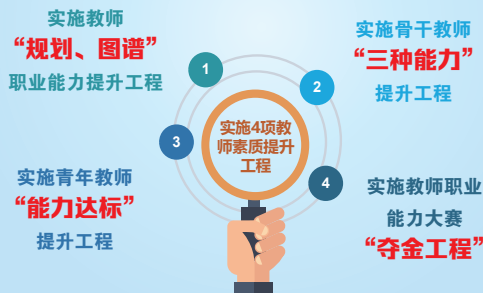 实施教师
“规划、图谱”
职业能力提升工程
1
实施骨干教师
“三种能力”
提升工程
2
实施4项教
师素质提升
工程
3
实施青年教师
“能力达标”
提升工程
4
实施教师职业
能力大赛
“夺金工程”